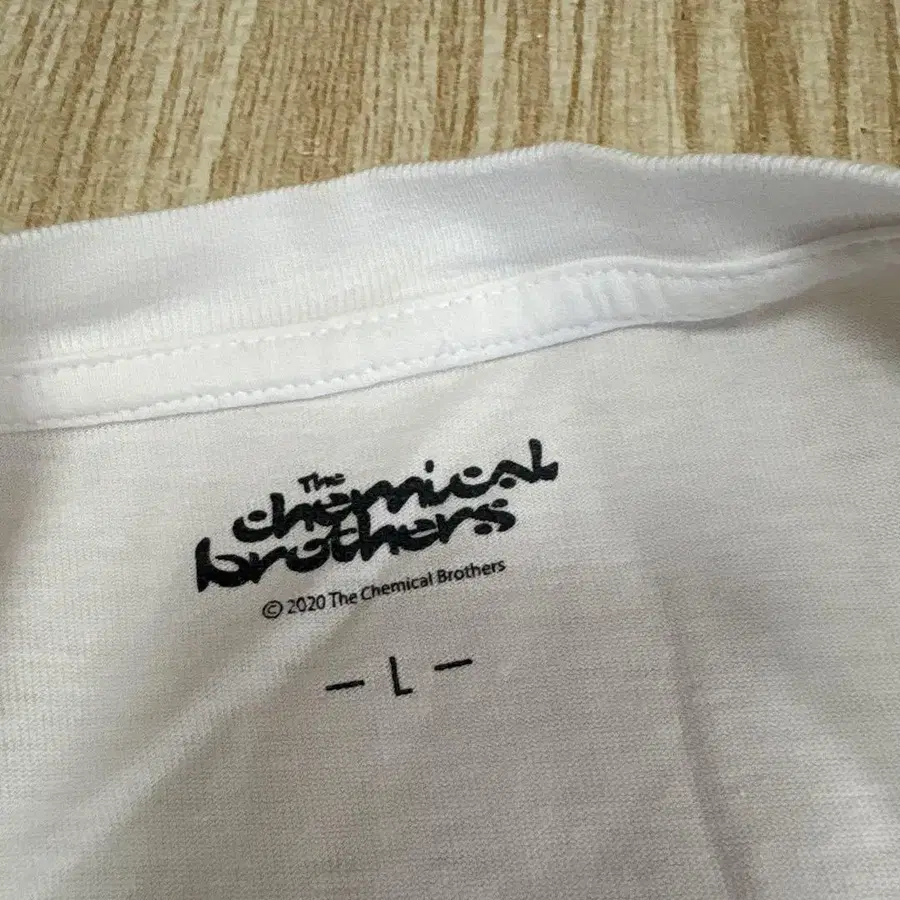 The
chemical
brothers
© 2020 The Chemical Brothers
– L –